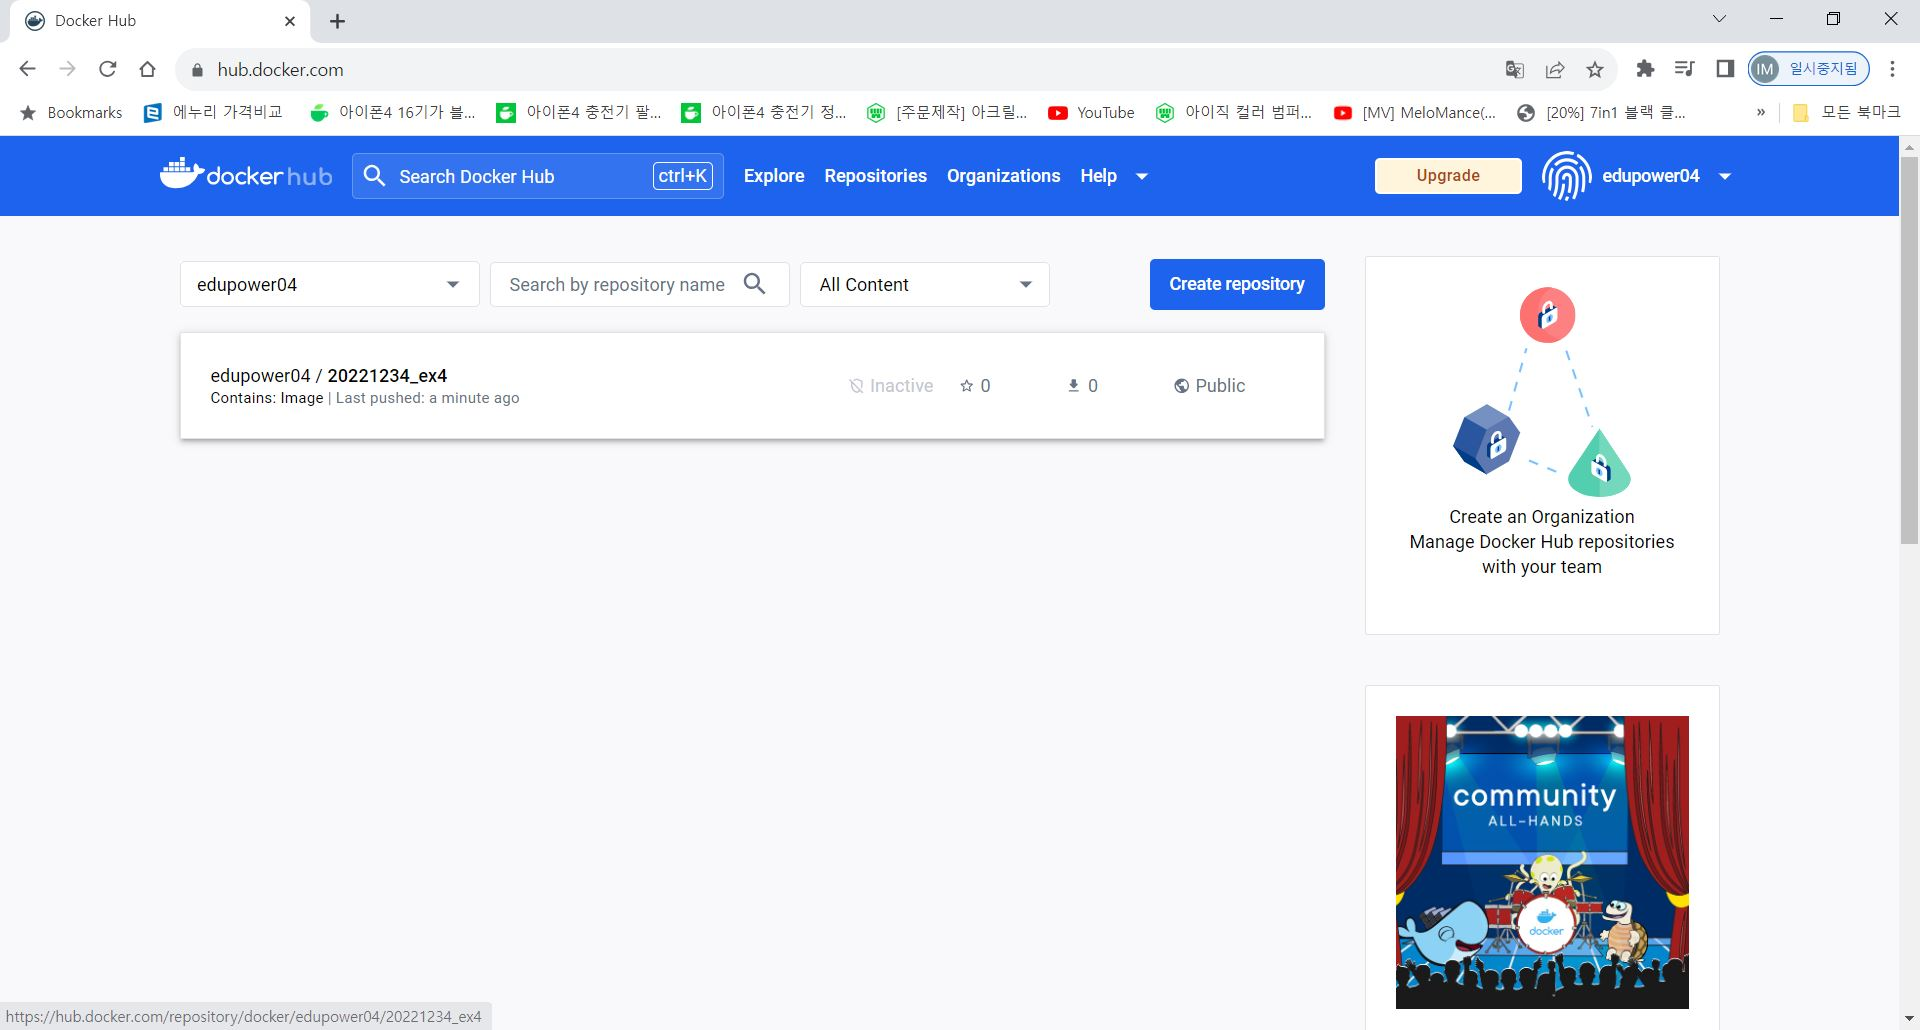 Docker Hub
hub.docker.com
IM 일시중지됨
Bookmarks 에누리 가격비교 아이폰4 16기가 블... 아이폰4 충전기 팔... 아이폰4 충전기 정... [주문제작] 아크릴... YouTube 아이직 컬러 범퍼... [MV] MeloMance(... [20%] 7in1 블랙 클... » 모든 북마크
docker hub Search Docker Hub ctrl+K Explore Repositories Organizations Help Upgrade edupower04
edupower04 Search by repository name All Content Create repository
edupower04 / 20221234_ex4
Contains: Image | Last pushed: a minute ago
Inactive 0 0 Public
Create an Organization
Manage Docker Hub repositories
with your team
community
ALL-HANDS
docker
https://hub.docker.com/repository/docker/edupower04/20221234_ex4